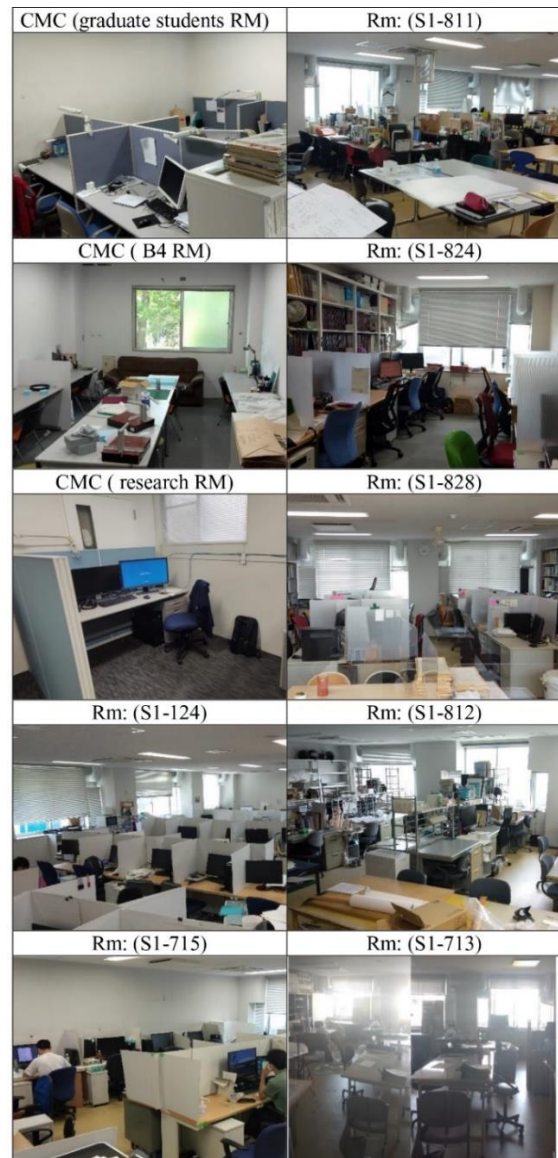 CMC (graduate students RM)
Rm: (S1-811)
CMC ( B4 RM)
Rm: (S1-824)
CMC ( research RM)
Rm: (S1-828)
Rm: (S1-124)
Rm: (S1-812)
Rm: (S1-715)
Rm: (S1-713)